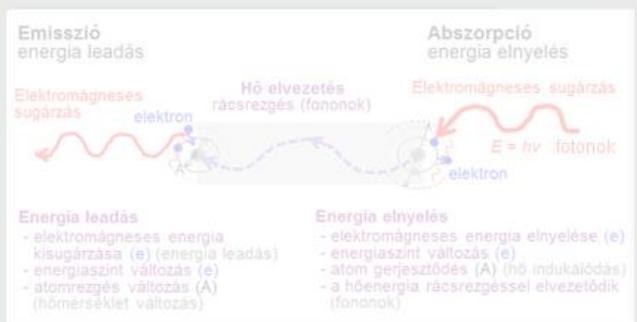 Emisszió
energia leadás
Abszorpció
energia elnyelés
Elektromágneses
sugárzás
elektron
Hő elvezetés
rácsrezgés (fononok)
Elektromágneses sugárzás
E = hν fotonok
elektron
A
Energia leadás
- elektromágneses energia
kisugárzása (e) (energia leadás)
- energiaszint változás (e)
- atomrezgés változás (A)
(hőmérséklet változás)
Energia elnyelés
- elektromágneses energia elnyelése (e)
- energiaszint változás (e)
- atom gerjesztődés (A) (hő indukálódás)
- a hőenergia rácsrezgéssel elvezetődik
(fononok)